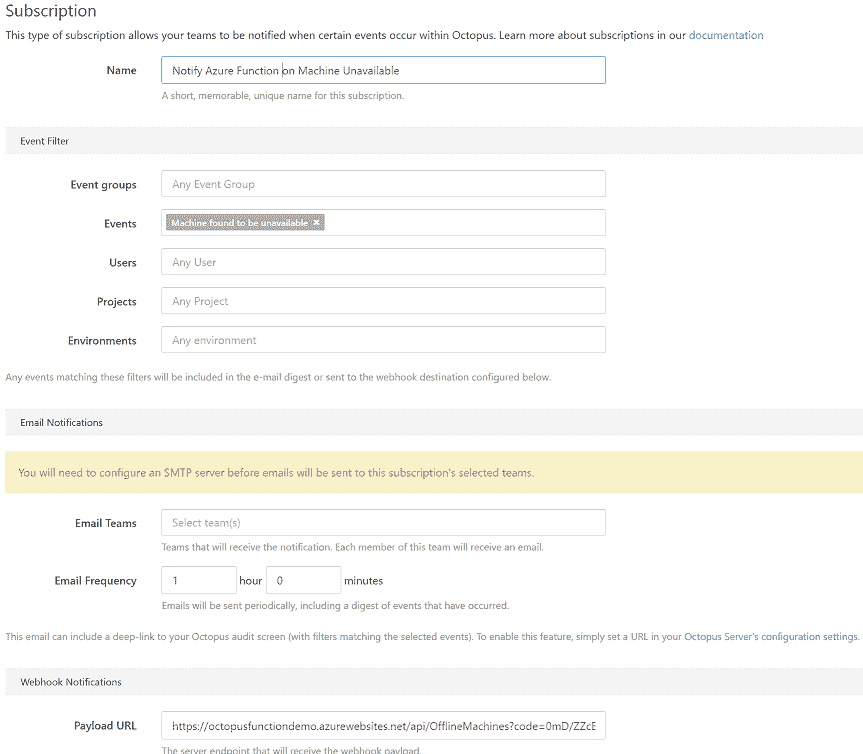 Subscription
This type of subscription allows your teams to be notified when certain events occur within Octopus. Learn more about subscriptions in our documentation
Name
Notify Azure Function on Machine Unavailable
A short, memorable, unique name for this subscription.
Event Filter
Event groups
Any Event Group
Events
Machine found to be unavailable ×
Users
Any User
Projects
Any Project
Environments
Any environment
Any events matching these filters will be included in the e-mail digest or sent to the webhook destination configured below.
Email Notifications
You will need to configure an SMTP server before emails will be sent to this subscription's selected teams.
Email Teams
Select team(s)
Teams that will receive the notification. Each member of this team will receive an email.
Email Frequency 1 hour 0 minutes
Emails will be sent periodically, including a digest of events that have occurred.
This email can include a deep-link to your Octopus audit screen (with filters matching the selected events). To enable this feature, simply set a URL in your Octopus Server's configuration settings.
Webhook Notifications
Payload URL
https://octopusfunctiondemo.azurewebsites.net/api/OfflineMachines?code=0mD/ZZcE
The server endpoint that will receive the webhook payload.